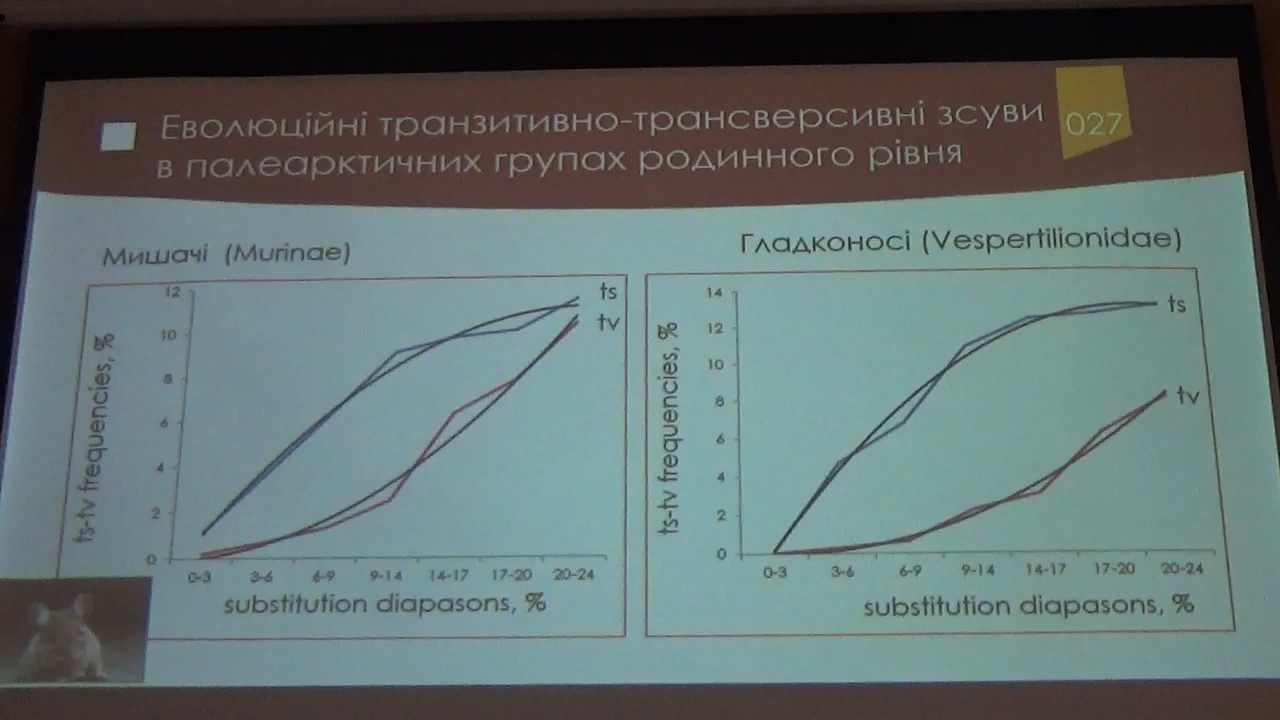 Еволюційні транзитивно-трансверсивні зсуви
в палеарктичних групах родинного рівня
027
Мишачі (Murinae)
ts-tv frequencies, %
12
10
8
6
4
2
0
ts
tv
0-3 3-6 6-9 9-14 14-17 17-20 20-24
substitution diapasons, %
Гладконосі (Vespertilionidae)
ts-tv frequencies, %
14
12
10
8
6
4
2
0
ts
tv
0-3 3-6 6-9 9-14 14-17 17-20 20-24
substitution diapasons, %